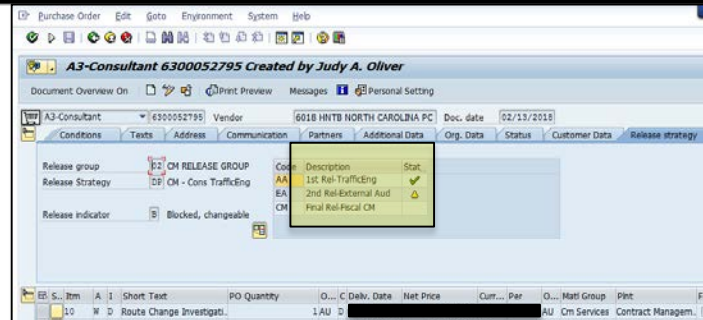 Purchase Order Edit Goto Environment System Help
A3-Consultant 6300052795 Created by Judy A. Oliver
Document Overview On Print Preview Messages Personal Setting
A3-Consultant 6300052795 Vendor 6018 HNTB NORTH CAROLINA PC Doc. date 02/13/2018
Conditions Texts Address Communication Partners Additional Data Org. Data Status Customer Data Release strategy
Release group DZ CM RELEASE GROUP Code Description Stat
Release Strategy DP CM - Cons TrafficEng AA 1st Rel-TrafficEng
EA 2nd Rel-External Aud
CM Final Rel-Fiscal CM
Release indicator B Blocked, changeable
S.. Itm A I Short Text PO Quantity O... C Delv. Date Net Price Curr... Per O... Matl Group Plnt
10 W D Route Change Investigati.. 1 AU D AU Cm Services Contract Managem..